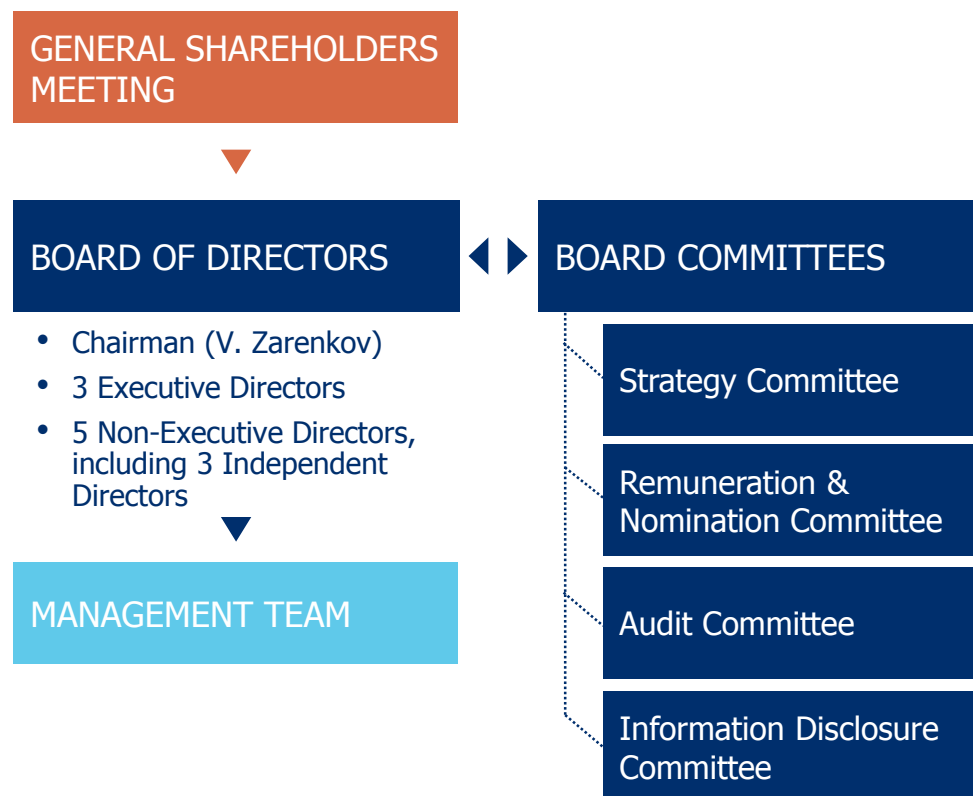 GENERAL SHAREHOLDERS
MEETING
BOARD OF DIRECTORS
• Chairman (V. Zarenkov)
• 3 Executive Directors
• 5 Non-Executive Directors,
including 3 Independent
Directors
MANAGEMENT TEAM
BOARD COMMITTEES
Strategy Committee
Remuneration &
Nomination Committee
Audit Committee
Information Disclosure
Committee